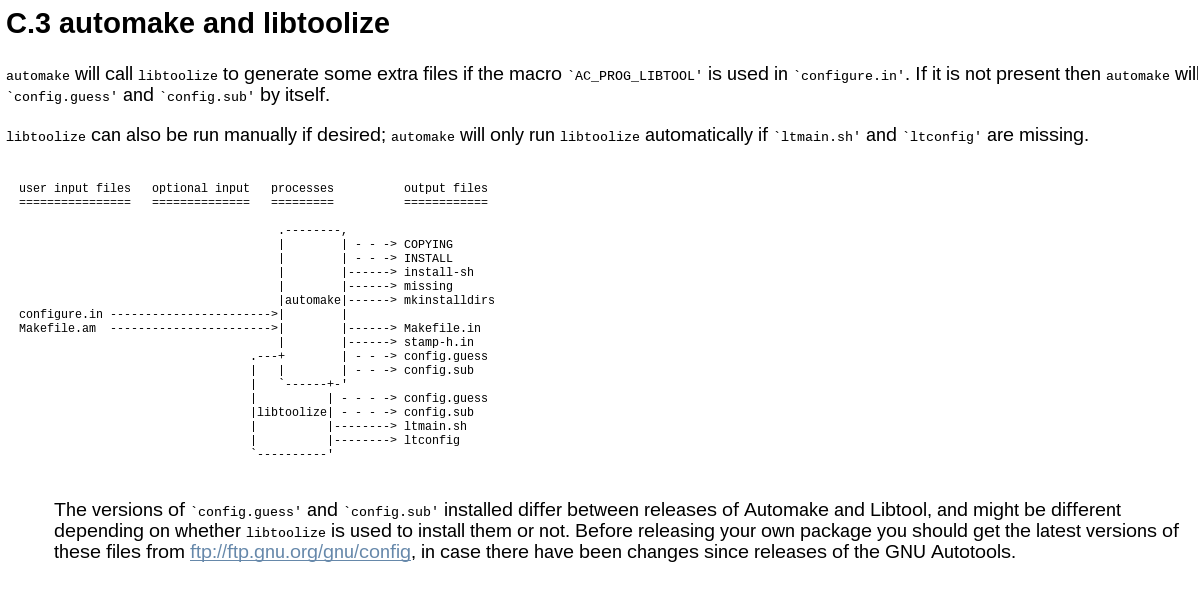 C.3 automake and libtoolize
automake will call libtoolize to generate some extra files if the macro `AC_PROG_LIBTOOL' is used in `configure.in'. If it is not present then automake will
`config.guess' and `config.sub' by itself.
libtoolize can also be run manually if desired; automake will only run libtoolize automatically if `ltmain.sh' and `ltconfig' are missing.
user input files   optional input   processes          output files
================   ==============   =========          ============
                                     .--------,
                                     |        | - - -> COPYING
                                     |        | - - -> INSTALL
                                     |        |------> install-sh
                                     |        |------> missing
                                     |automake|------> mkinstalldirs
configure.in ----------------------->|        |
Makefile.am  ----------------------->|        |------> Makefile.in
                                     |        |------> stamp-h.in
                                 .---+        | - - -> config.guess
                                 |   |        | - - -> config.sub
                                 |   `------+-'
                                 |          | - - - -> config.guess
                                 |libtoolize| - - - -> config.sub
                                 |          |--------> ltmain.sh
                                 |          |--------> ltconfig
                                 `----------'
The versions of `config.guess' and `config.sub' installed differ between releases of Automake and Libtool, and might be different
depending on whether libtoolize is used to install them or not. Before releasing your own package you should get the latest versions of
these files from ftp://ftp.gnu.org/gnu/config, in case there have been changes since releases of the GNU Autotools.